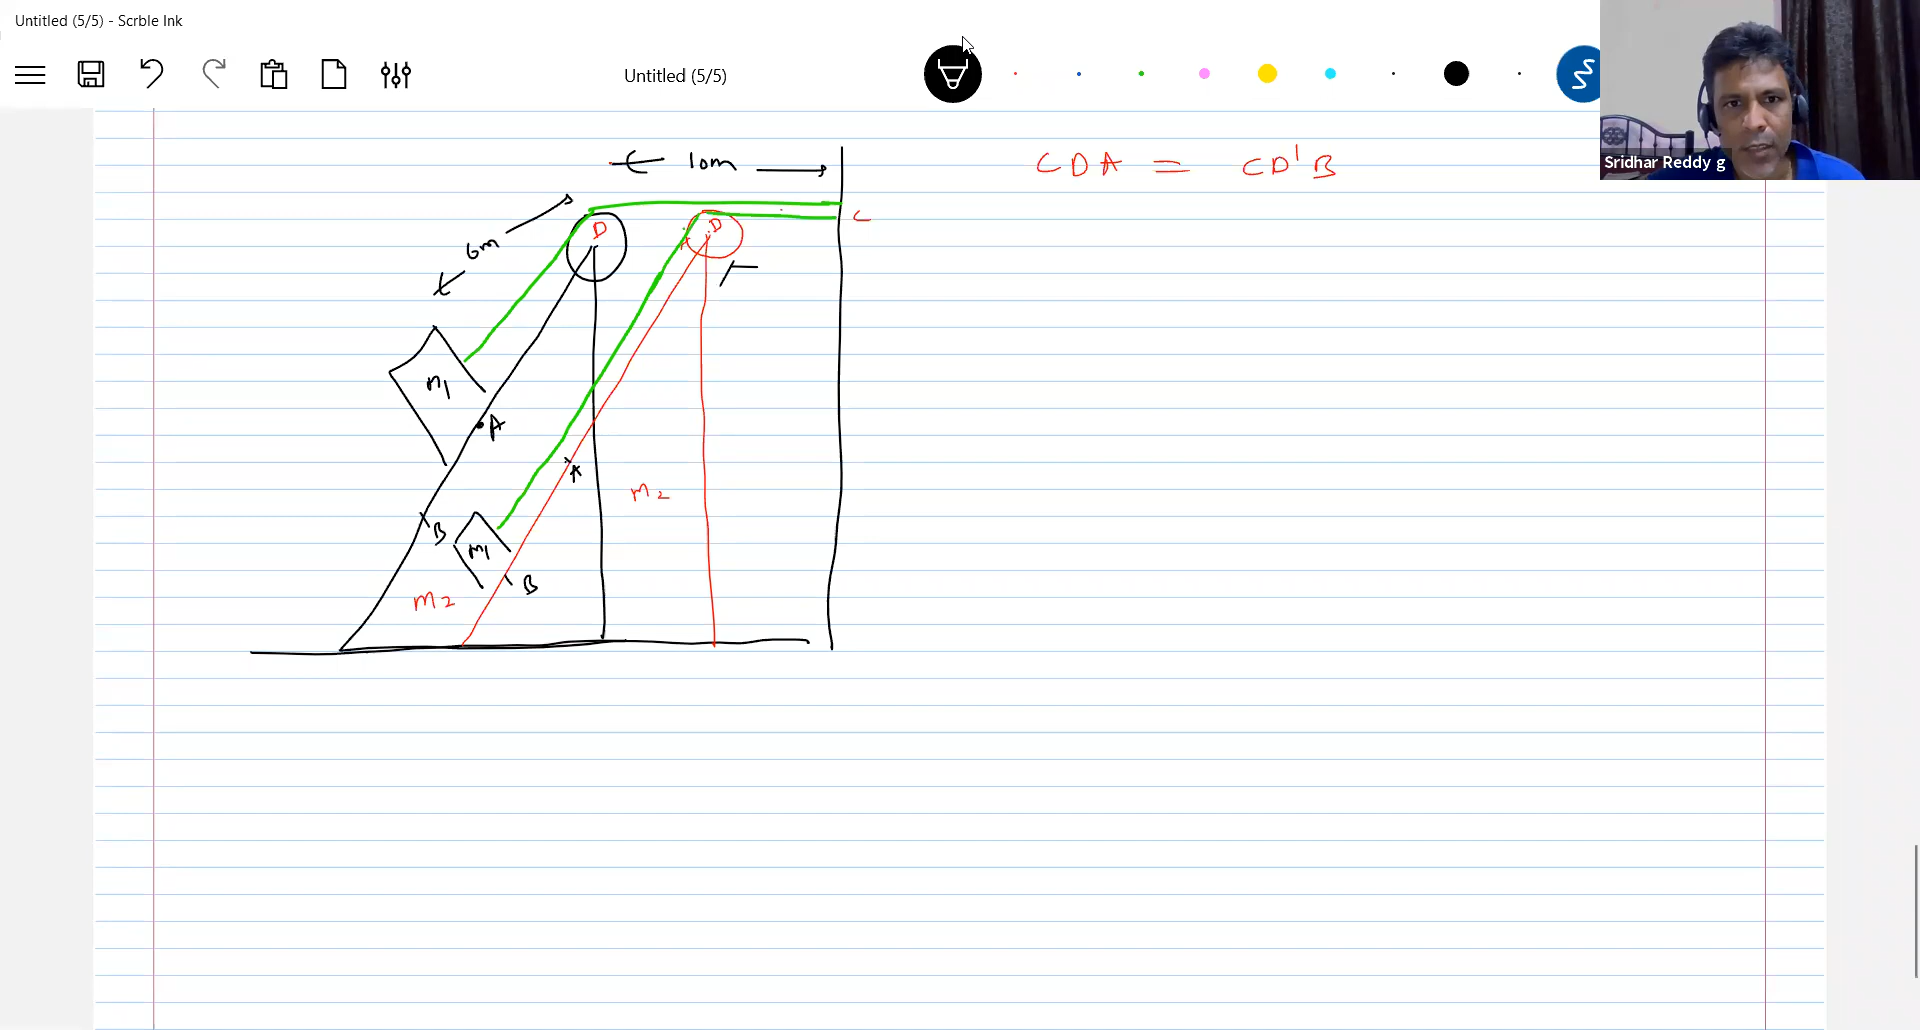 Untitled (5/5) - Scrble Ink
Untitled (5/5)
Sridhar Reddy g
10m
CDA = CD'B
6m
D
D
C
m1
A
A
m2
B
m1
B
m2